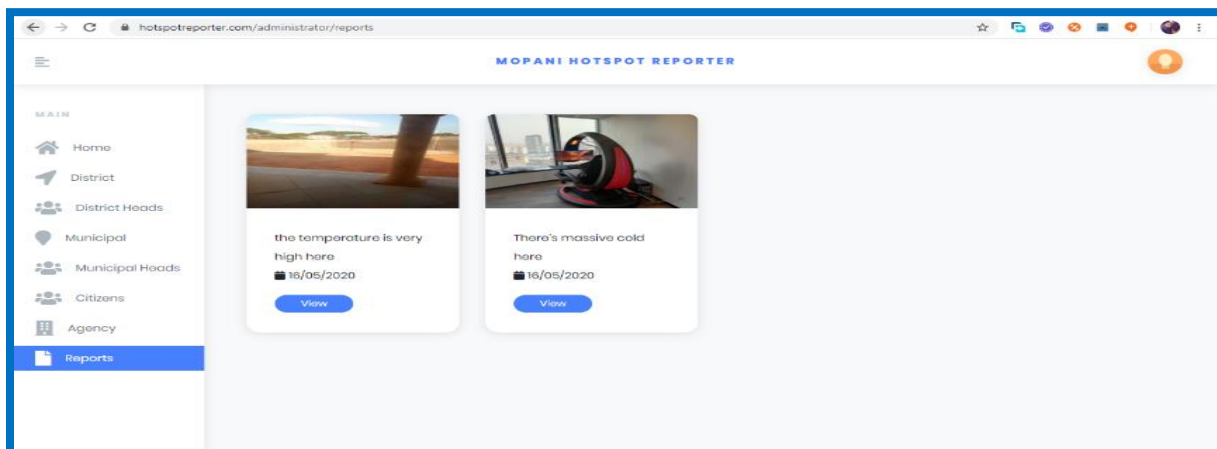 hotspotreporter.com/administrator/reports
MOPANI HOTSPOT REPORTER
MAIN
Home
District
District Heads
Municipal
Municipal Heads
Citizens
Agency
Reports
the temperature is very
high here
16/05/2020
View
There's massive cold
here
16/05/2020
View